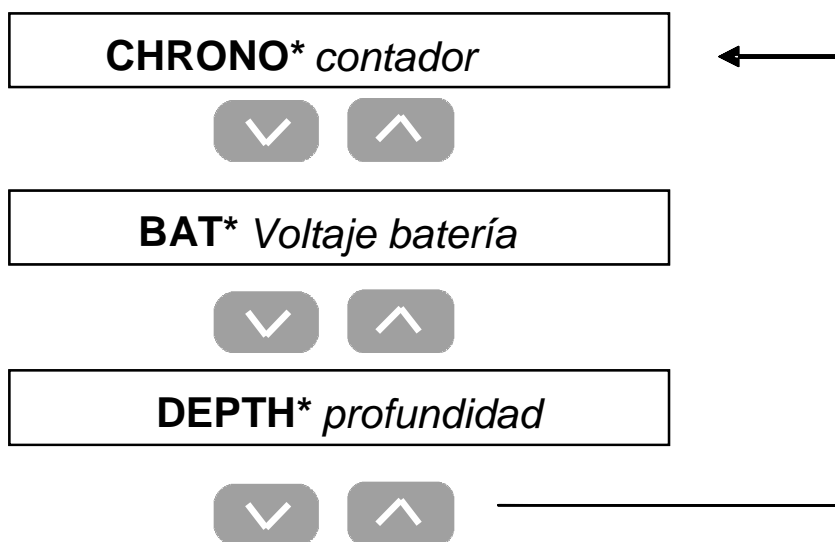 CHRONO* contador
BAT* Voltaje batería
DEPTH* profundidad